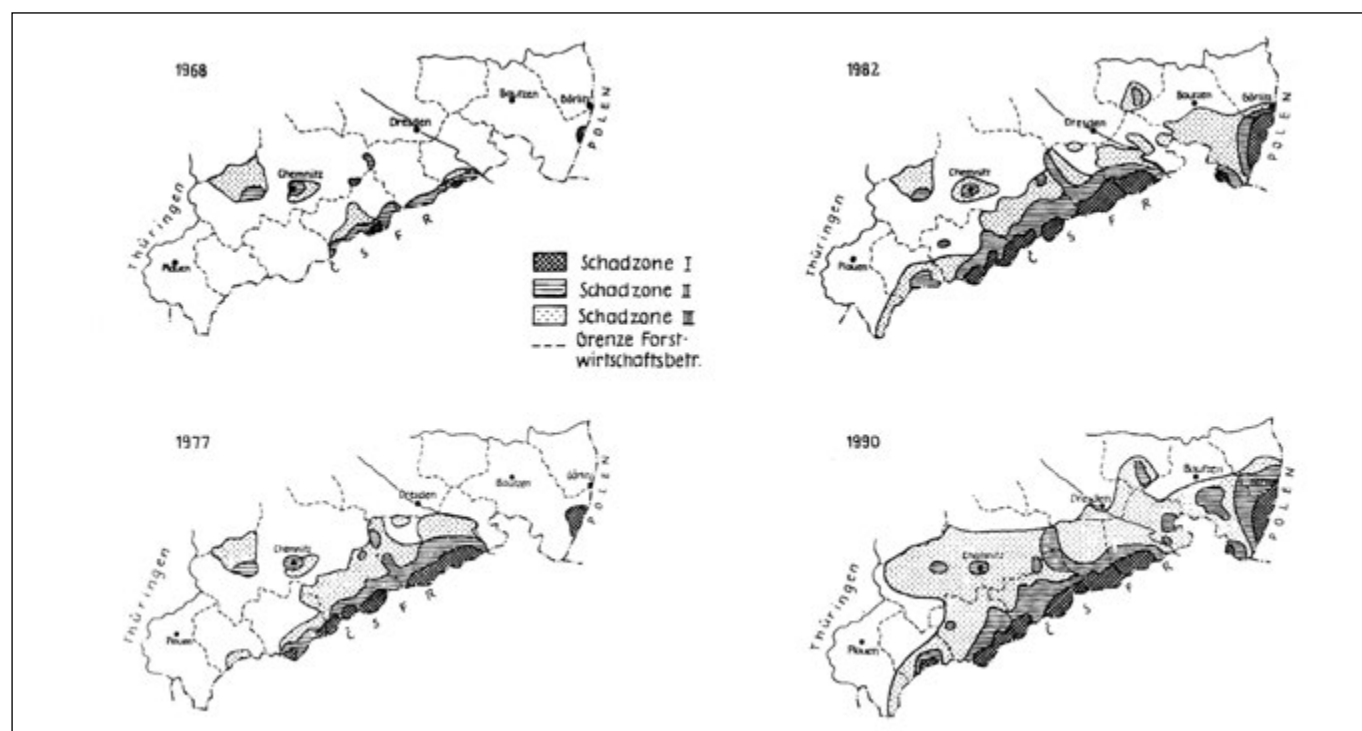 1968
Bautzen
Görlitz
Dresden
POLEN
Chemnitz
Thüringen
Plauen
Č S F R
Schadzone I
Schadzone II
Schadzone III
Grenze Forst-
wirtschaftsbetr.
1982
Bautzen
Görlitz
Dresden
POLEN
Chemnitz
Thüringen
Plauen
Č S F R
1977
Bautzen
Görlitz
Dresden
POLEN
Chemnitz
Thüringen
Plauen
Č S F R
1990
Bautzen
Dresden
POLEN
Chemnitz
Thüringen
Plauen
Č S F R